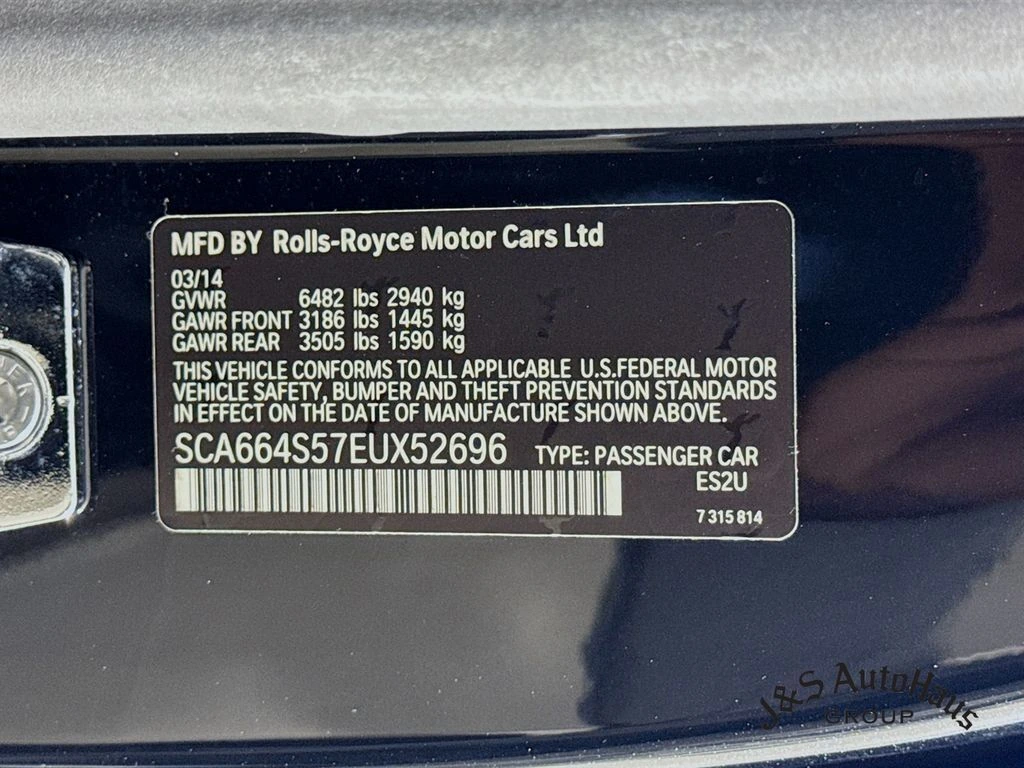 MFD BY Rolls-Royce Motor Cars Ltd
03/14
GVWR 6482 lbs 2940 kg
GAWR FRONT 3186 lbs 1445 kg
GAWR REAR 3505 lbs 1590 kg
THIS VEHICLE CONFORMS TO ALL APPLICABLE U.S.FEDERAL MOTOR
VEHICLE SAFETY, BUMPER AND THEFT PREVENTION STANDARDS
IN EFFECT ON THE DATE OF MANUFACTURE SHOWN ABOVE.
SCA664S57EUX52696 TYPE: PASSENGER CAR
ES2U
7 315 814
J&S AutoHaus
GROUP